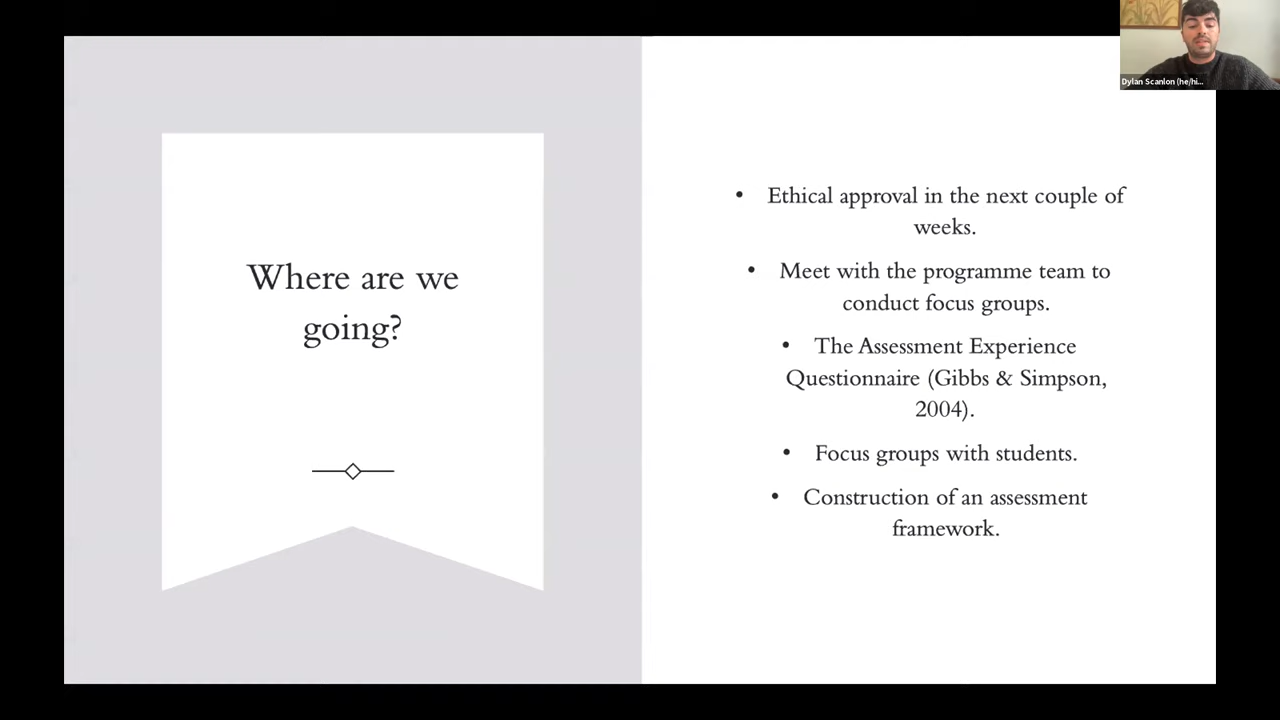 Where are we
going?
• Ethical approval in the next couple of
weeks.
• Meet with the programme team to
conduct focus groups.
• The Assessment Experience
Questionnaire (Gibbs & Simpson,
2004).
• Focus groups with students.
• Construction of an assessment
framework.
Dylan Scanlon (he/hi...